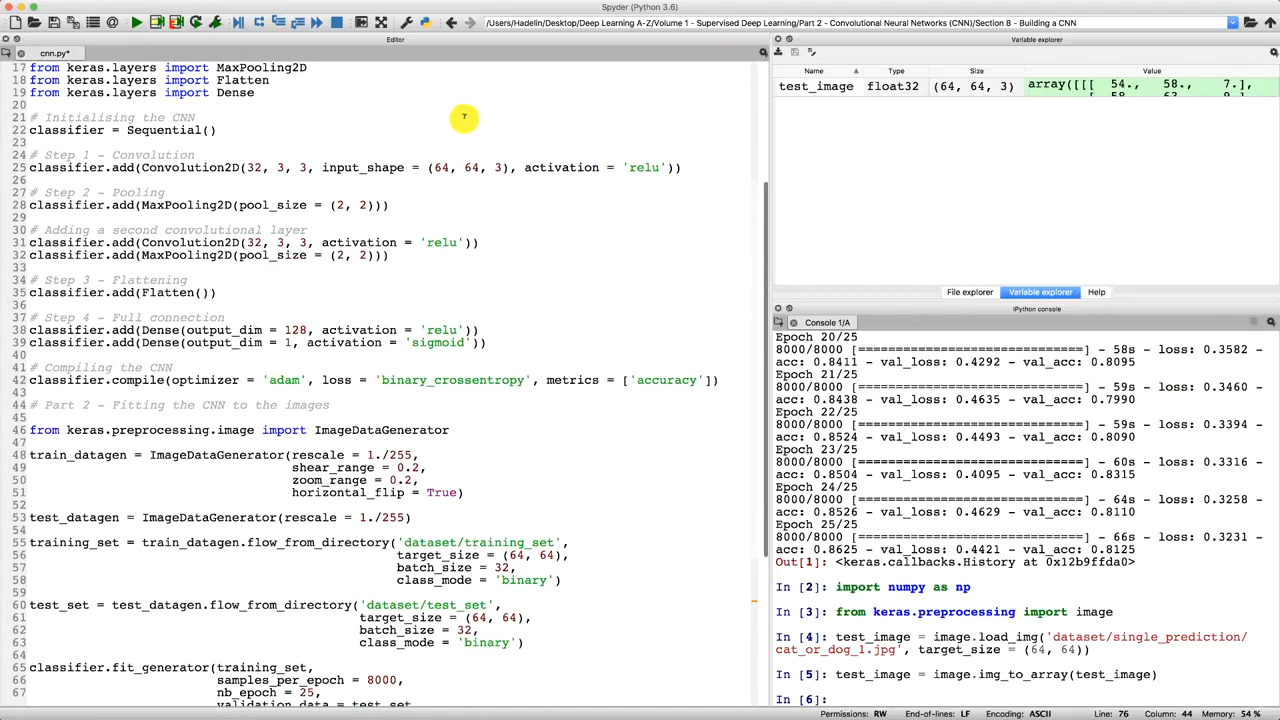 Spyder (Python 3.6)
/Users/Hadelin/Desktop/Deep Learning A-Z/Volume 1 - Supervised Deep Learning/Part 2 - Convolutional Neural Networks (CNN)/Section 8 - Building a CNN
Editor
cnn.py*
17 from keras.layers import MaxPooling2D
18 from keras.layers import Flatten
19 from keras.layers import Dense
20
21 # Initialising the CNN
22 classifier = Sequential()
23
24 # Step 1 - Convolution
25 classifier.add(Convolution2D(32, 3, 3, input_shape = (64, 64, 3), activation = 'relu'))
26
27 # Step 2 - Pooling
28 classifier.add(MaxPooling2D(pool_size = (2, 2)))
29
30 # Adding a second convolutional layer
31 classifier.add(Convolution2D(32, 3, 3, activation = 'relu'))
32 classifier.add(MaxPooling2D(pool_size = (2, 2)))
33
34 # Step 3 - Flattening
35 classifier.add(Flatten())
36
37 # Step 4 - Full connection
38 classifier.add(Dense(output_dim = 128, activation = 'relu'))
39 classifier.add(Dense(output_dim = 1, activation = 'sigmoid'))
40
41 # Compiling the CNN
42 classifier.compile(optimizer = 'adam', loss = 'binary_crossentropy', metrics = ['accuracy'])
43
44 # Part 2 - Fitting the CNN to the images
45
46 from keras.preprocessing.image import ImageDataGenerator
47
48 train_datagen = ImageDataGenerator(rescale = 1./255,
49 shear_range = 0.2,
50 zoom_range = 0.2,
51 horizontal_flip = True)
52
53 test_datagen = ImageDataGenerator(rescale = 1./255)
54
55 training_set = train_datagen.flow_from_directory('dataset/training_set',
56 target_size = (64, 64),
57 batch_size = 32,
58 class_mode = 'binary')
59
60 test_set = test_datagen.flow_from_directory('dataset/test_set',
61 target_size = (64, 64),
62 batch_size = 32,
63 class_mode = 'binary')
64
65 classifier.fit_generator(training_set,
66 samples_per_epoch = 8000,
67 nb_epoch = 25,
validation_data = test_set,
Variable explorer
Name Type Size Value
test_image float32 (64, 64, 3) array([[[ 54., 58., 7.],
File explorer Variable explorer Help
IPython console
Console 1/A
Epoch 20/25
8000/8000 [==============================] - 58s - loss: 0.3582 -
acc: 0.8411 - val_loss: 0.4292 - val_acc: 0.8095
Epoch 21/25
8000/8000 [==============================] - 59s - loss: 0.3460 -
acc: 0.8438 - val_loss: 0.4635 - val_acc: 0.7990
Epoch 22/25
8000/8000 [==============================] - 59s - loss: 0.3394 -
acc: 0.8524 - val_loss: 0.4493 - val_acc: 0.8090
Epoch 23/25
8000/8000 [==============================] - 60s - loss: 0.3316 -
acc: 0.8504 - val_loss: 0.4095 - val_acc: 0.8315
Epoch 24/25
8000/8000 [==============================] - 64s - loss: 0.3258 -
acc: 0.8526 - val_loss: 0.4629 - val_acc: 0.8110
Epoch 25/25
8000/8000 [==============================] - 66s - loss: 0.3231 -
acc: 0.8625 - val_loss: 0.4421 - val_acc: 0.8125
Out[1]: <keras.callbacks.History at 0x12b9ffda0>
In [2]: import numpy as np
In [3]: from keras.preprocessing import image
In [4]: test_image = image.load_img('dataset/single_prediction/
cat_or_dog_1.jpg', target_size = (64, 64))
In [5]: test_image = image.img_to_array(test_image)
In [6]:
Permissions: RW End-of-lines: LF Encoding: ASCII Line: 76 Column: 44 Memory: 54 %